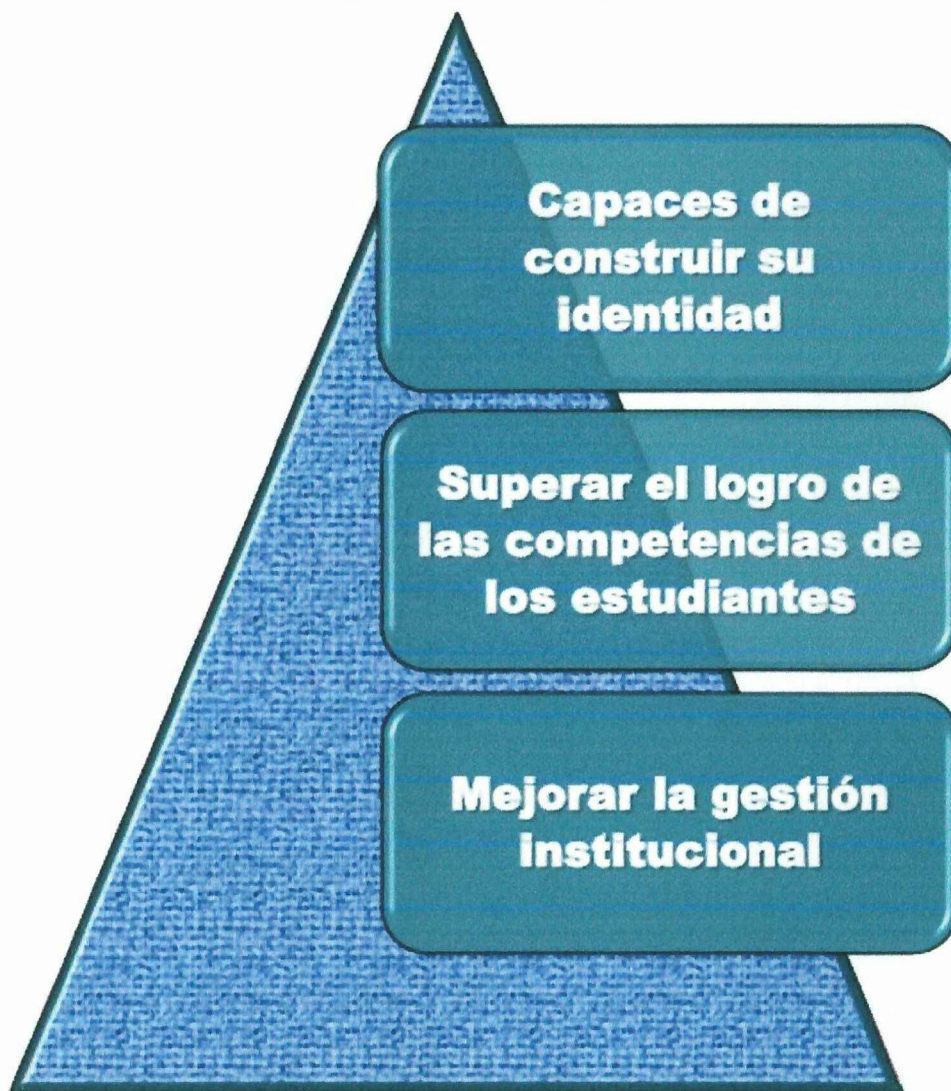 Capaces de
construir su
identidad
Superar el logro de
las competencias de
los estudiantes
Mejorar la gestión
institucional